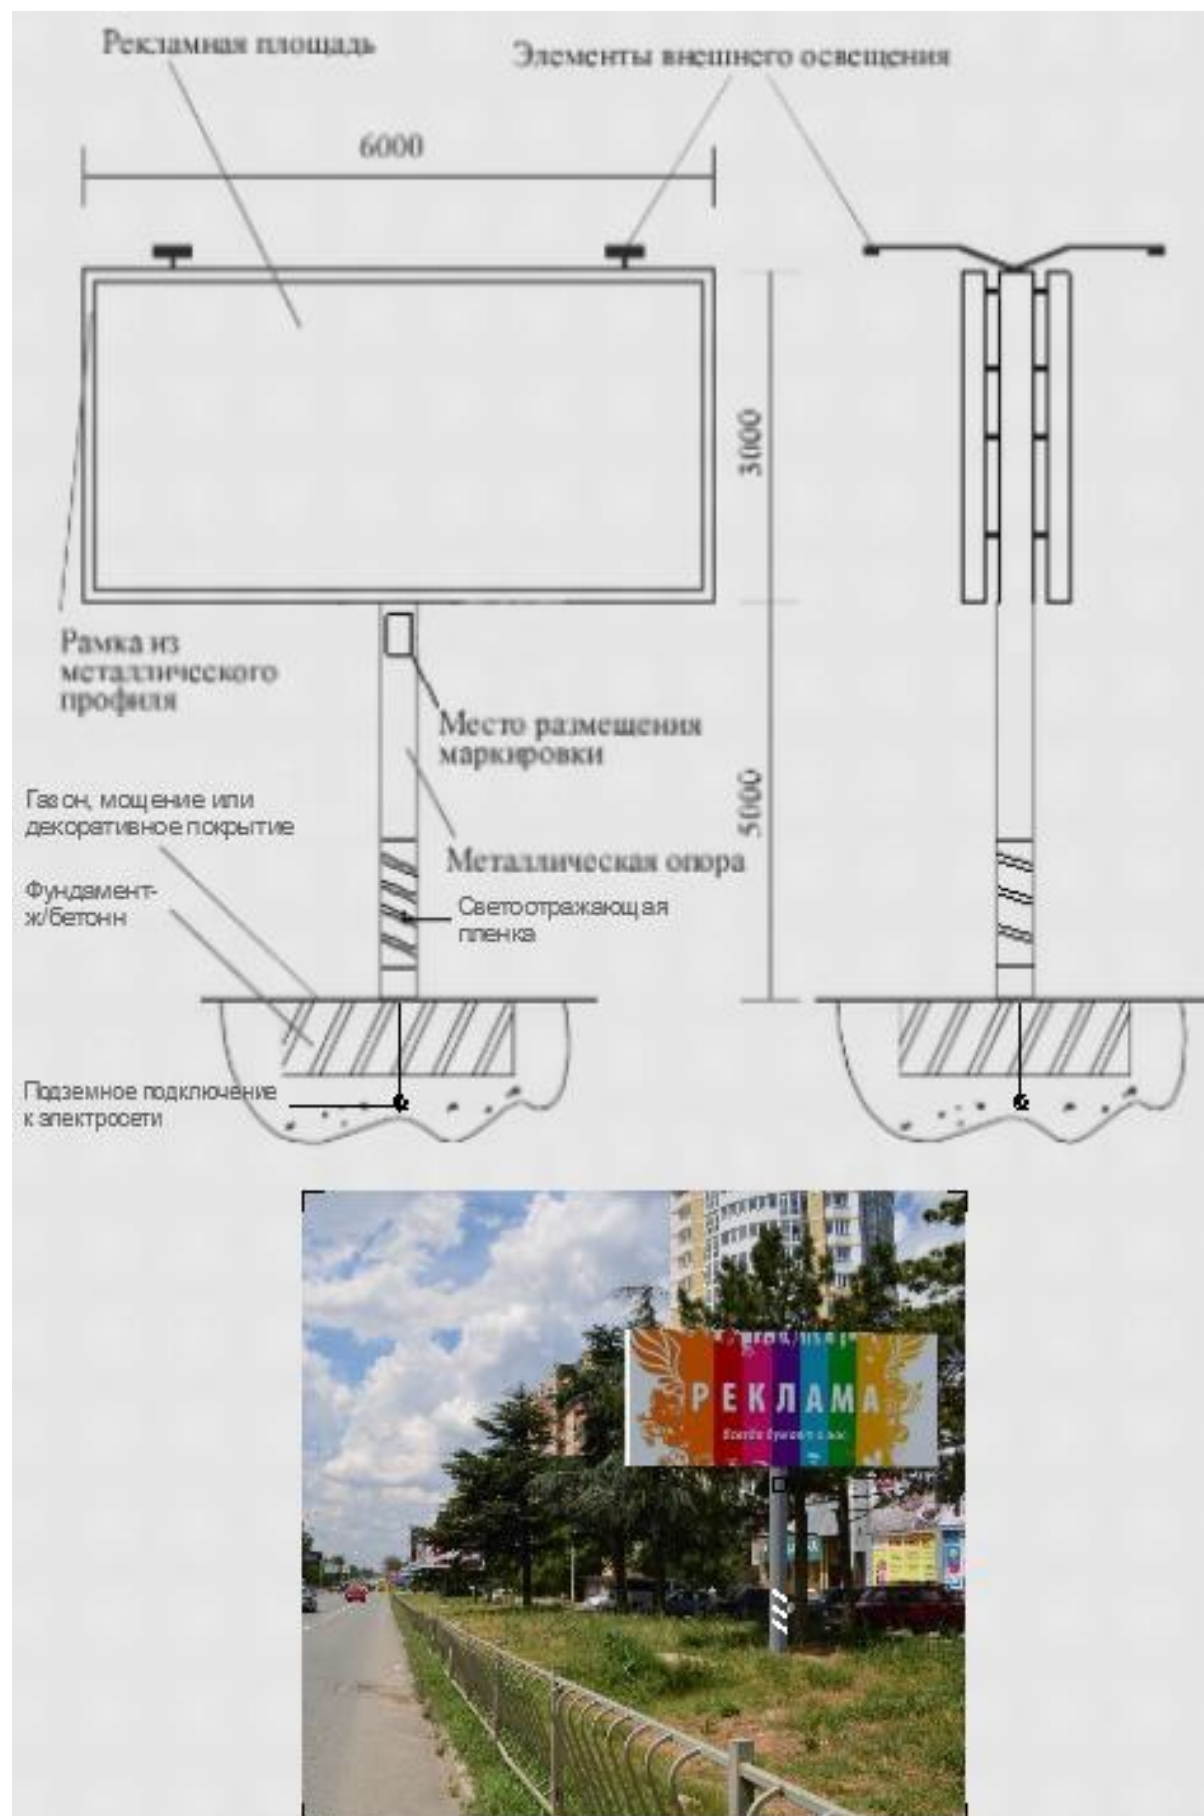 Рекламная площадь
Элементы внешнего освещения
6000
3000
Рамка из
металлического
профиля
Место размещения
маркировки
5000
Газон, мощение или
декоративное покрытие
Металлическая опора
Фундамент-
ж/бетонн
Светоотражающая
пленка
Подземное подключение
к электросети
РЕКЛАМА